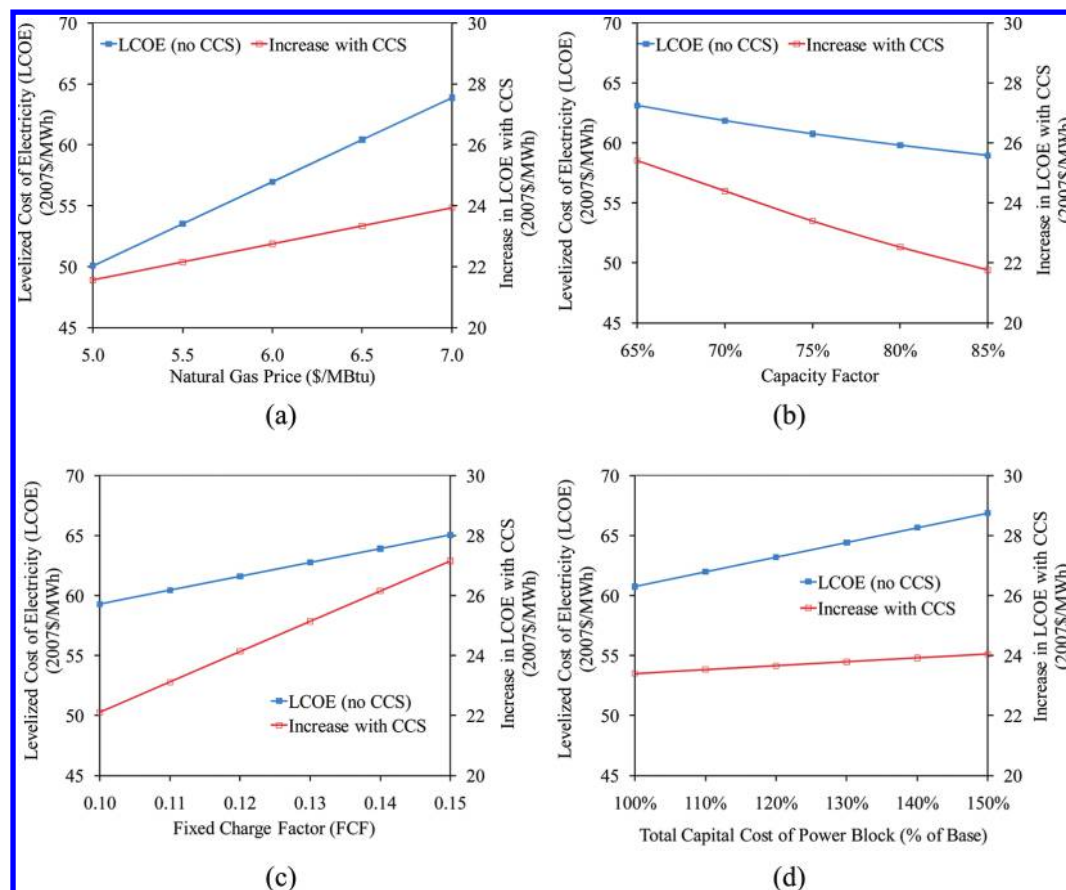 70
65
60
55
50
45
Levelized Cost of Electricity (LCOE)
(2007$/MWh)
LCOE (no CCS) Increase with CCS
30
28
26
24
22
20
Increase in LCOE with CCS
(2007$/MWh)
5.0 5.5 6.0 6.5 7.0
Natural Gas Price ($/MBtu)
(a)
70
65
60
55
50
45
Levelized Cost of Electricity (LCOE)
(2007$/MWh)
LCOE (no CCS) Increase with CCS
30
28
26
24
22
20
Increase in LCOE with CCS
(2007$/MWh)
65% 70% 75% 80% 85%
Capacity Factor
(b)
70
65
60
55
50
45
Levelized Cost of Electricity (LCOE)
(2007$/MWh)
LCOE (no CCS)
Increase with CCS
30
28
26
24
22
20
Increase in LCOE with CCS
(2007$/MWh)
0.10 0.11 0.12 0.13 0.14 0.15
Fixed Charge Factor (FCF)
(c)
70
65
60
55
50
45
Levelized Cost of Electricity (LCOE)
(2007$/MWh)
LCOE (no CCS)
Increase with CCS
30
28
26
24
22
20
Increase in LCOE with CCS
(2007$/MWh)
100% 110% 120% 130% 140% 150%
Total Capital Cost of Power Block (% of Base)
(d)